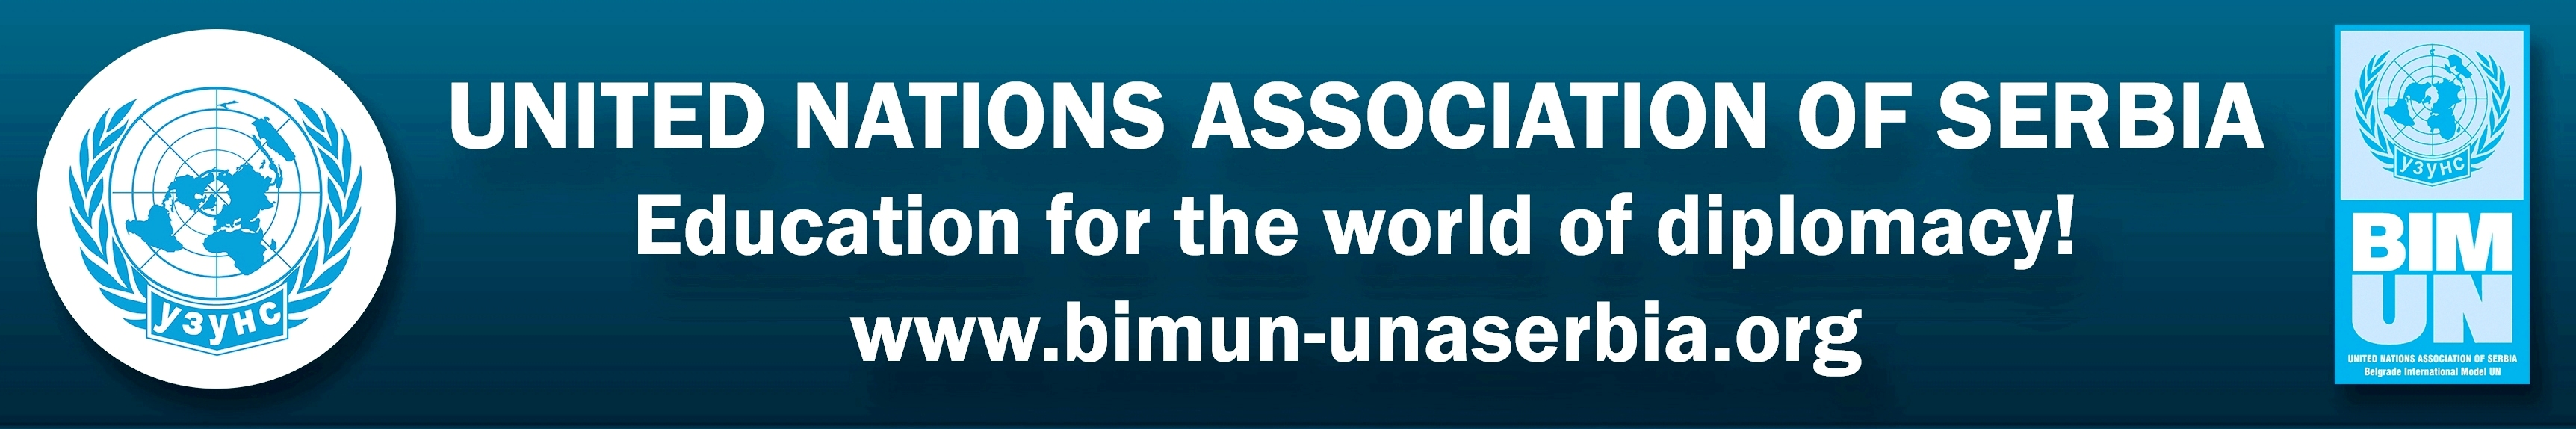 UNITED NATIONS ASSOCIATION OF SERBIA
Education for the world of diplomacy!
www.bimun-unaserbia.org
УЗУНС
УЗУНС
BIM
UN
UNITED NATIONS ASSOCIATION OF SERBIA
Belgrade International Model UN